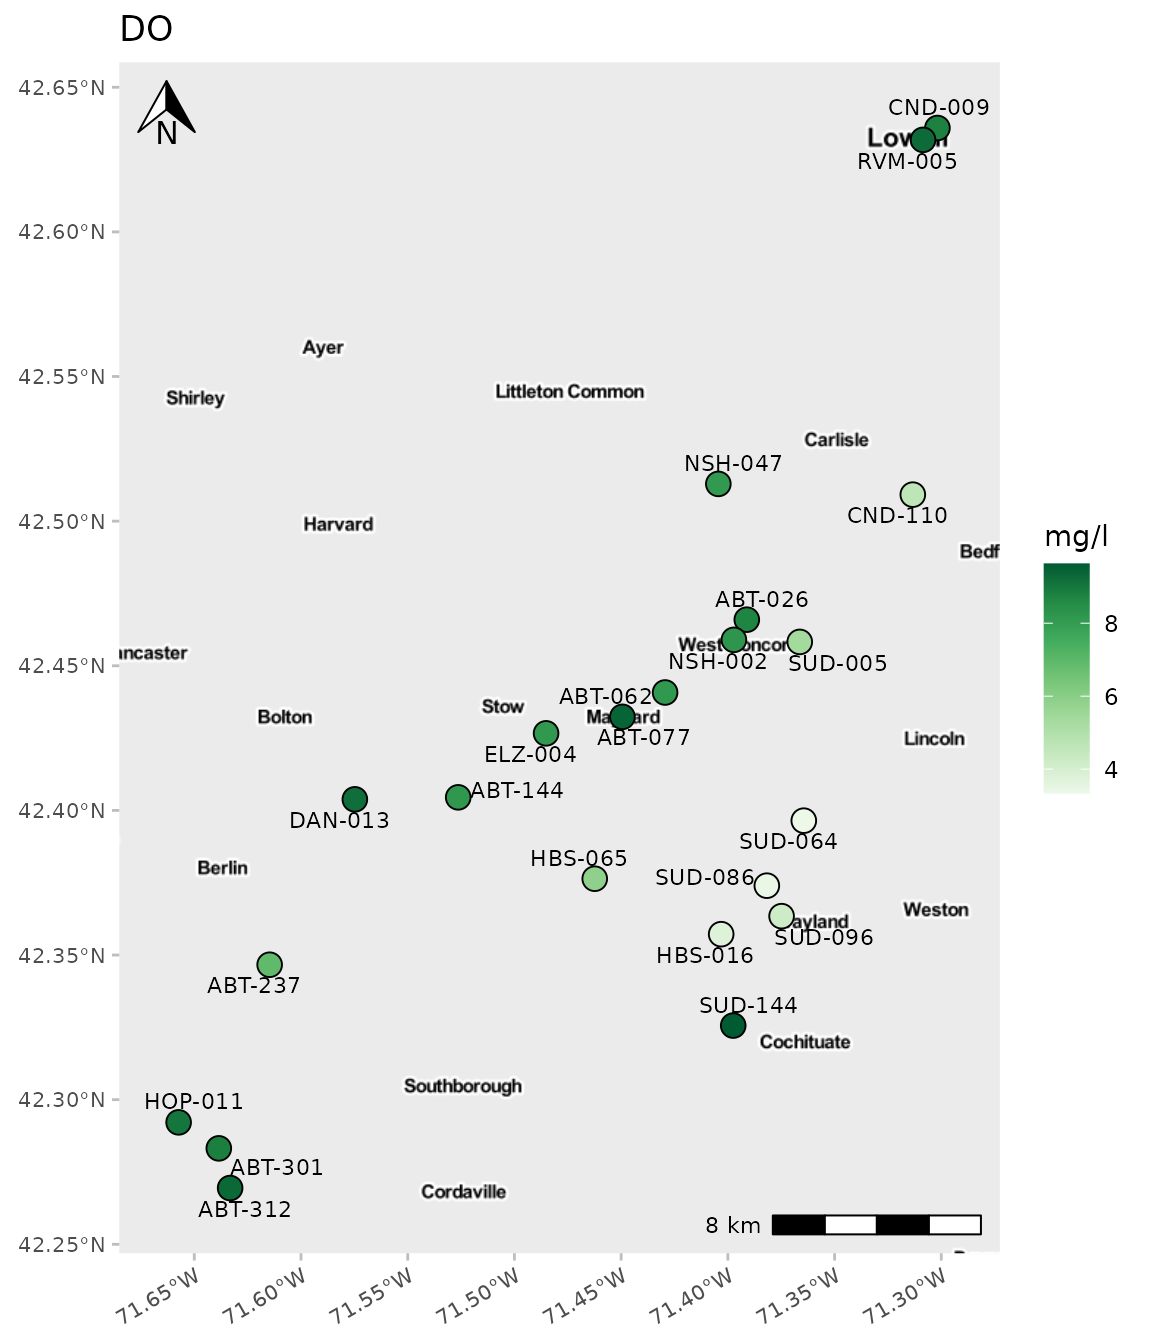 DO
42.65°N
N
CND-009
RVM-005
42.60°N
Ayer
42.55°N
Shirley
Littleton Common
Carlisle
NSH-047
CND-110
42.50°N
Harvard
mg/l
Bedf
ABT-026
8
NSH-002
SUD-005
ancaster
42.45°N
6
ABT-062
Stow
Bolton
ABT-077
Lincoln
ELZ-004
4
ABT-144
42.40°N
DAN-013
SUD-064
HBS-065
Berlin
SUD-086
Weston
ayland
SUD-096
42.35°N
HBS-016
ABT-237
SUD-144
Cochituate
Southborough
42.30°N
HOP-011
ABT-301
Cordaville
ABT-312
8 km
42.25°N
71.65°W
71.60°W
71.55°W
71.50°W
71.45°W
71.40°W
71.35°W
71.30°W